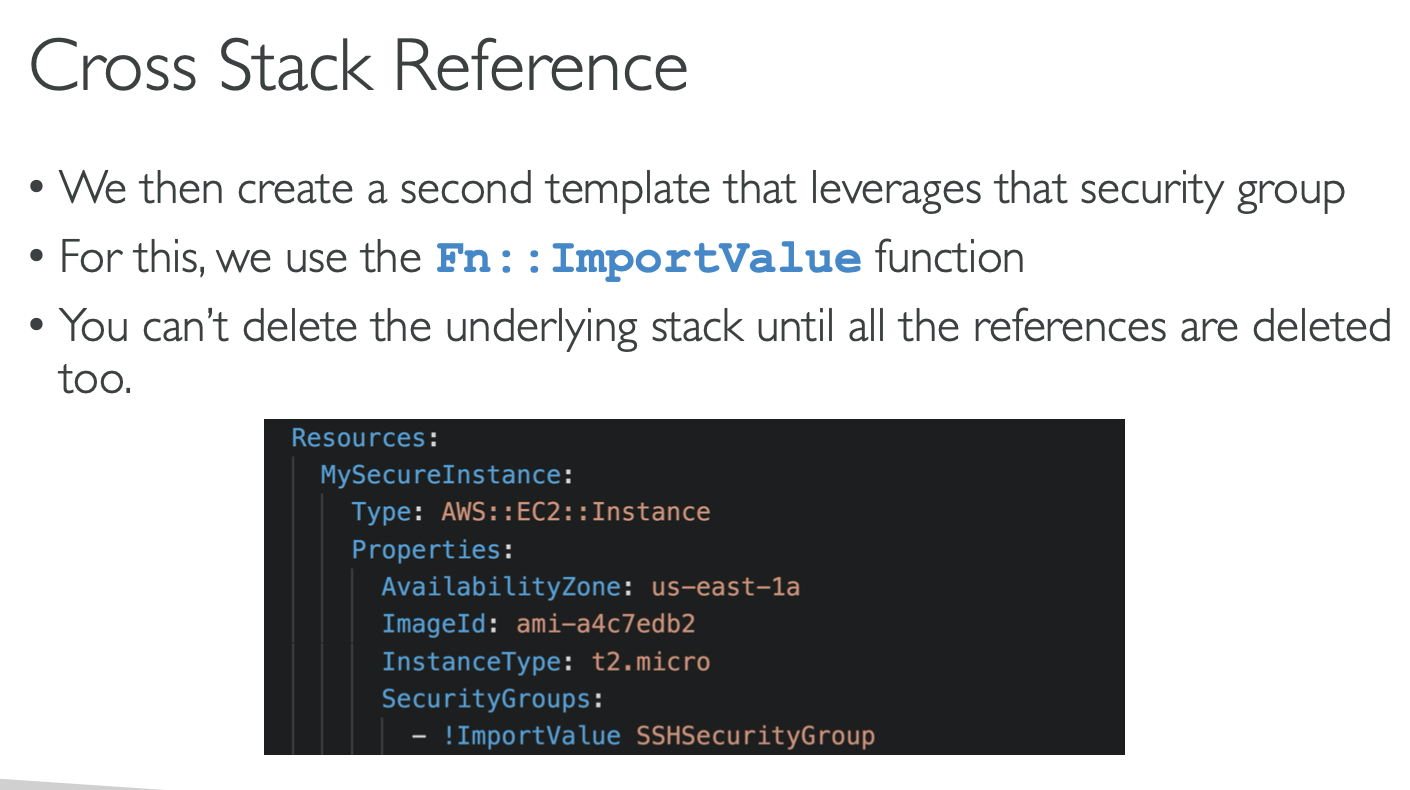 Cross Stack Reference
• We then create a second template that leverages that security group
• For this, we use the Fn::ImportValue function
• You can’t delete the underlying stack until all the references are deleted
too.
Resources:
MySecureInstance:
Type: AWS::EC2::Instance
Properties:
AvailabilityZone: us-east-1a
ImageId: ami-a4c7edb2
InstanceType: t2.micro
SecurityGroups:
- !ImportValue SSHSecurityGroup